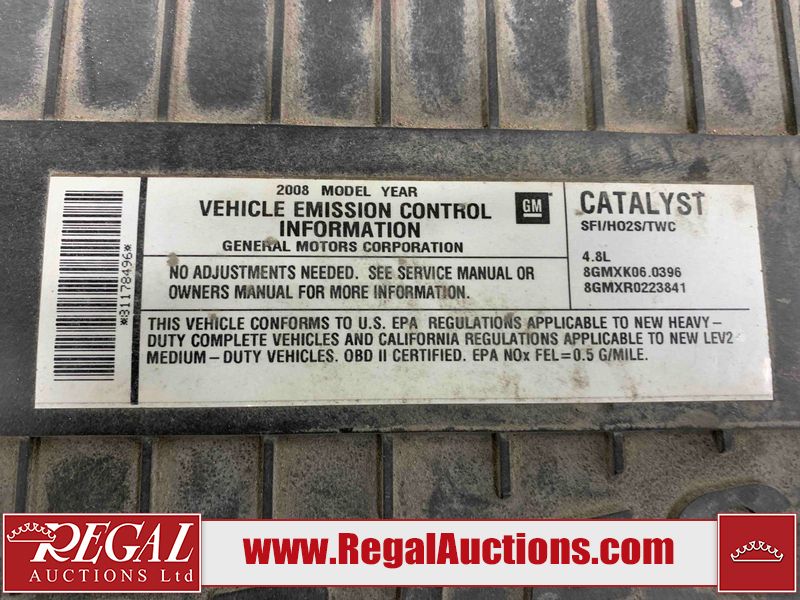 *81178496*
2008 MODEL YEAR
VEHICLE EMISSION CONTROL
INFORMATION
GENERAL MOTORS CORPORATION
GM
NO ADJUSTMENTS NEEDED. SEE SERVICE MANUAL OR
OWNERS MANUAL FOR MORE INFORMATION.
CATALYST
SFI/HO2S/TWC
4.8L
8GMXK06.0396
8GMXR0223841
THIS VEHICLE CONFORMS TO U.S. EPA REGULATIONS APPLICABLE TO NEW HEAVY-
DUTY COMPLETE VEHICLES AND CALIFORNIA REGULATIONS APPLICABLE TO NEW LEV2
MEDIUM-DUTY VEHICLES. OBD II CERTIFIED. EPA NOx FEL=0.5 G/MILE.
REGAL
AUCTIONS Ltd
www.RegalAuctions.com